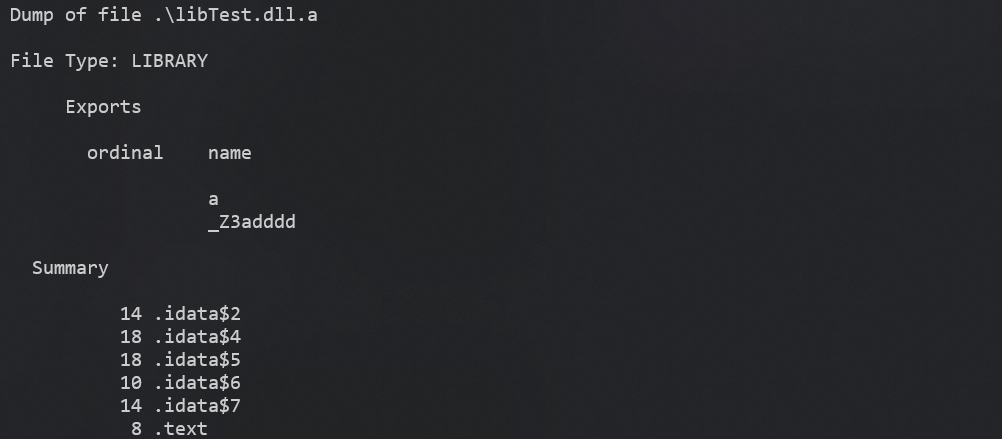 Dump of file .\libTest.dll.a
File Type: LIBRARY
Exports
ordinal    name
a
_Z3adddd
Summary
14 .idata$2
18 .idata$4
18 .idata$5
10 .idata$6
14 .idata$7
8 .text